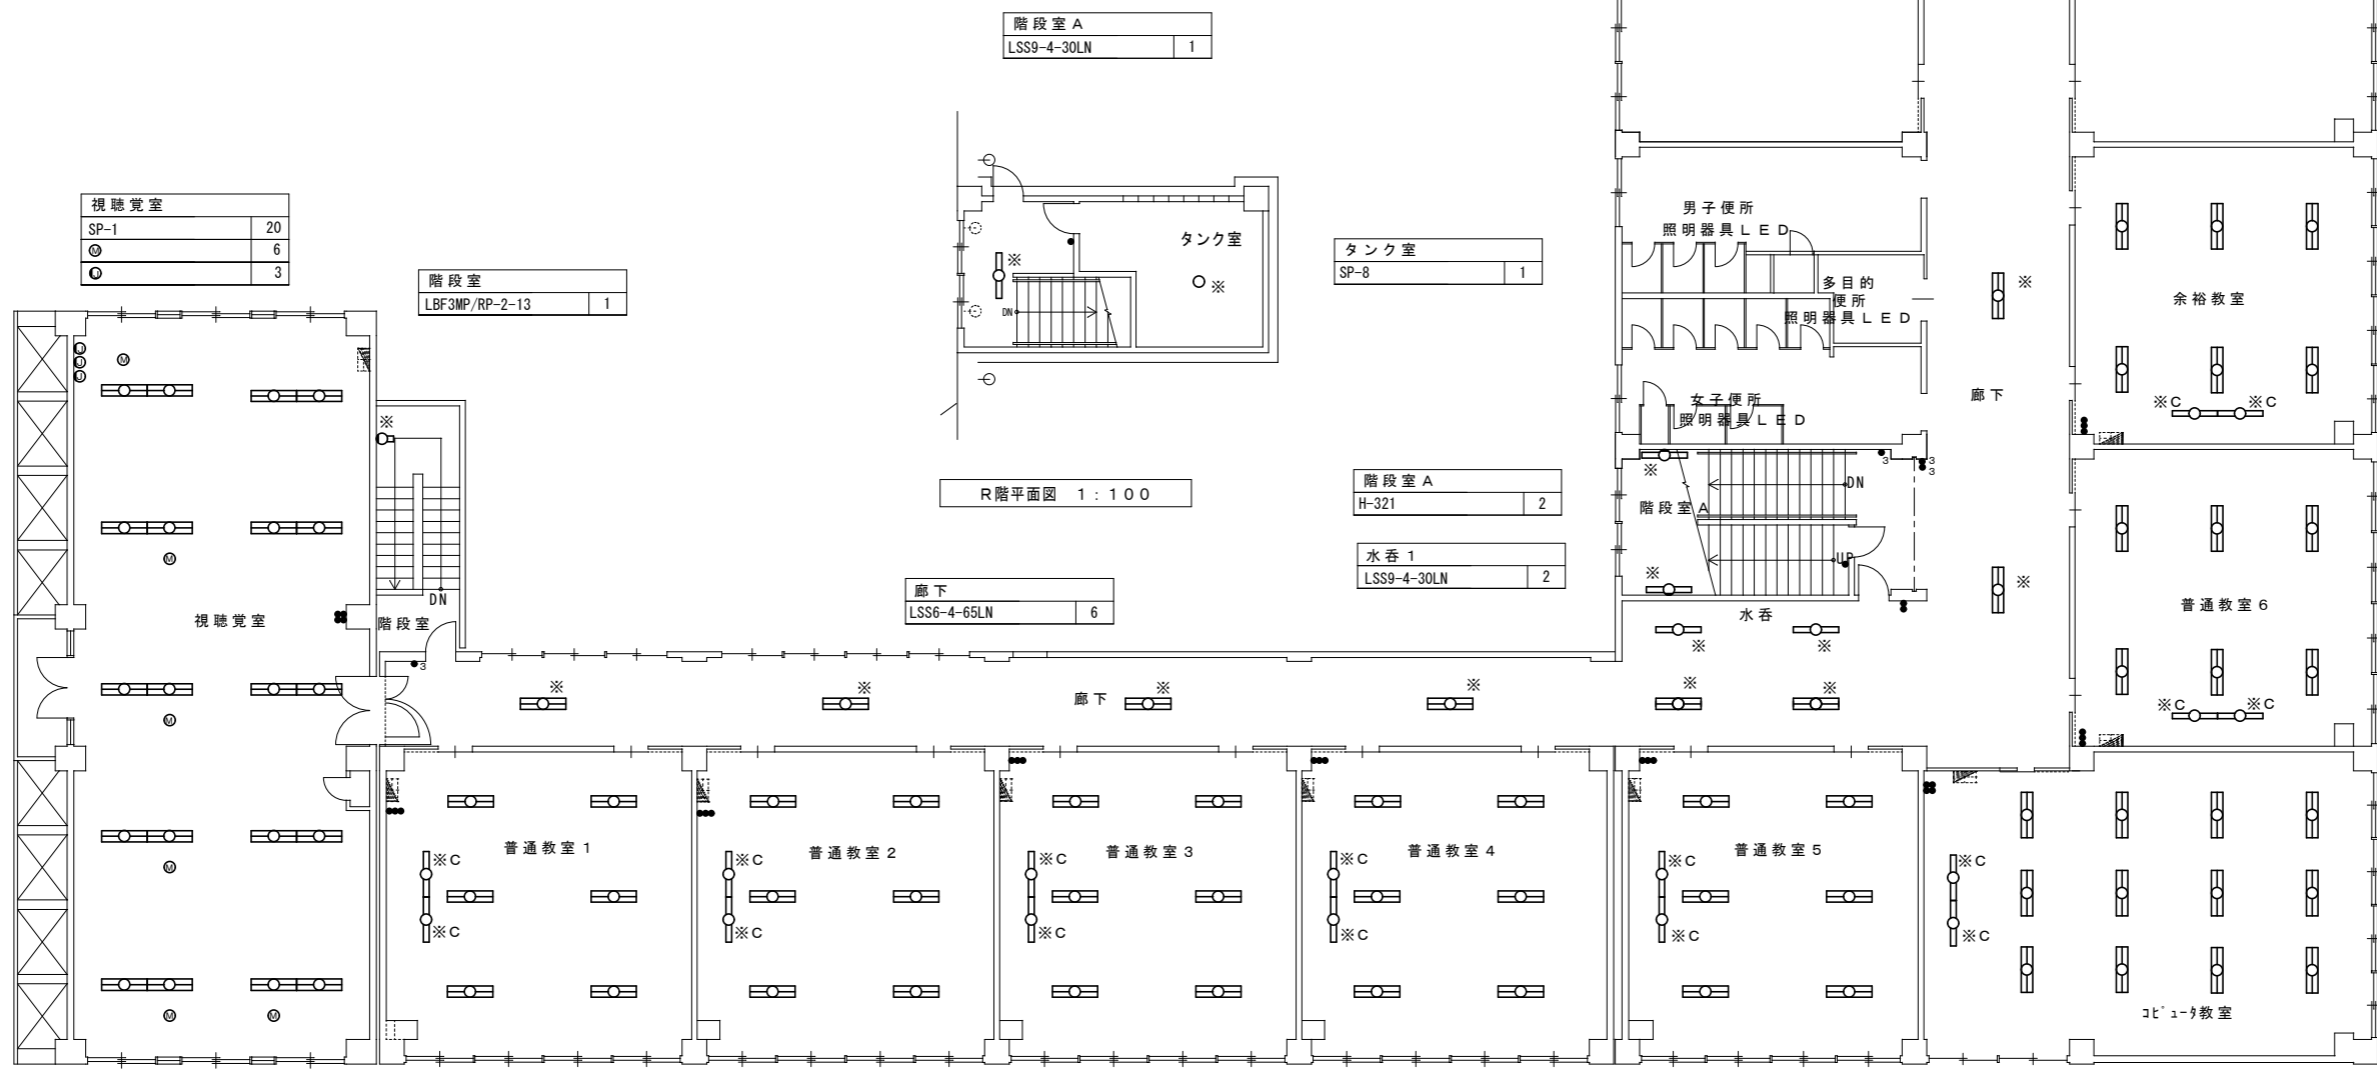 階段室A
LSS9-4-30LN 1
視聴覚室
SP-1 20
M 6
3
階段室
LBF3MP/RP-2-13 1
※
DN
タンク室
※
タンク室
SP-8 1
R階平面図 1:100
階段室A
H-321 2
水呑1
LSS9-4-30LN 2
廊下
LSS6-4-65LN 6
男子便所
照明器具LED
多目的
便所
照明器具LED
女子便所
照明器具LED
※
廊下
※
余裕教室
※C ※C
3 3
3
※
階段室A
DN
UP
※
水呑
※ ※
普通教室6
※C ※C
M
M
視聴覚室
M
M
M M
※
DN
階段室
3
※ ※ ※ ※ ※ ※
廊下
普通教室1
※C
※C
普通教室2
※C
※C
普通教室3
※C
※C
普通教室4
※C
※C
普通教室5
※C
※C
※C
※C
コピュータ教室